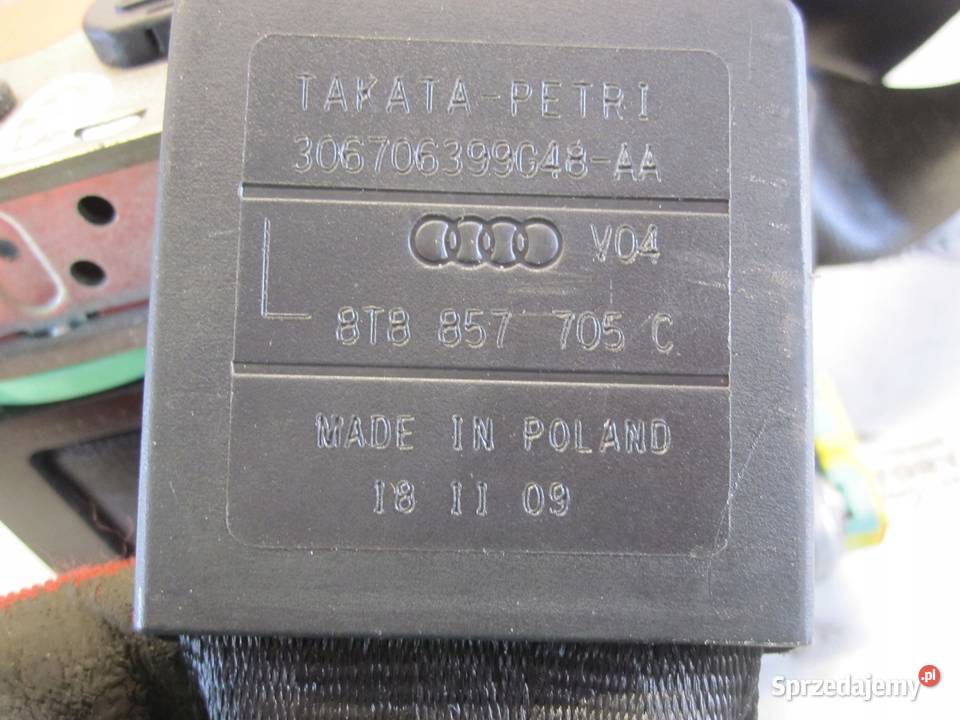 TAKATA-PETRI
306706399G48-AA
L V04
8T8 857 705 C
MADE IN POLAND
18 11 09
Sprzedajemy.pl